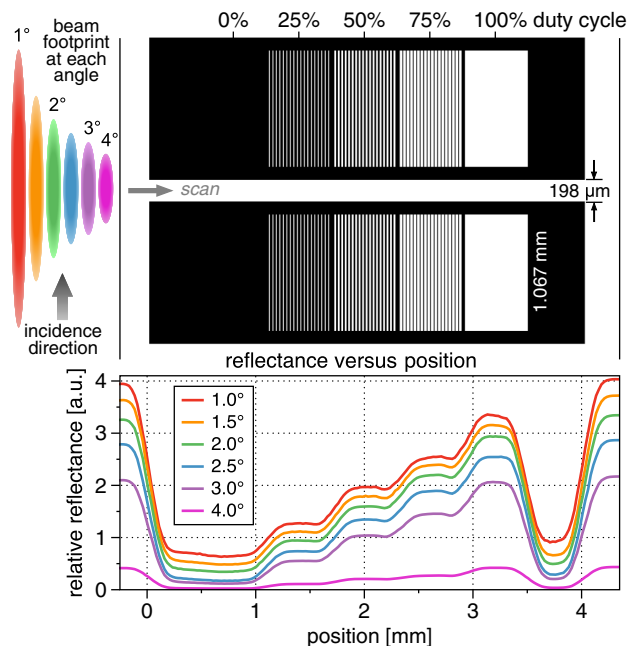 0% 25% 50% 75% 100% duty cycle
beam
footprint
at each
angle
1°
2°
3°
4°
scan
198 µm
incidence
direction
1.067 mm
reflectance versus position
relative reflectance [a.u.]
4
3
2
1
0
1.0°
1.5°
2.0°
2.5°
3.0°
4.0°
0 1 2 3 4
position [mm]